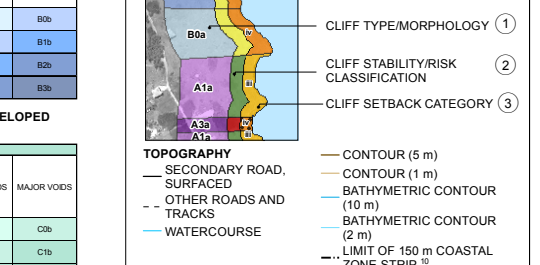 B0b
B1b
B2b
B3b
ELOPED
MAJOR VOIDS
C0b
C1b
B0a
A1a
A3a
A1a
iv
iii
iv
iii
CLIFF TYPE/MORPHOLOGY 1
CLIFF STABILITY/RISK
CLASSIFICATION 2
CLIFF SETBACK CATEGORY 3
TOPOGRAPHY
SECONDARY ROAD,
SURFACED
OTHER ROADS AND
TRACKS
WATERCOURSE
CONTOUR (5 m)
CONTOUR (1 m)
BATHYMETRIC CONTOUR
(10 m)
BATHYMETRIC CONTOUR
(2 m)
LIMIT OF 150 m COASTAL
ZONE STRIP 10